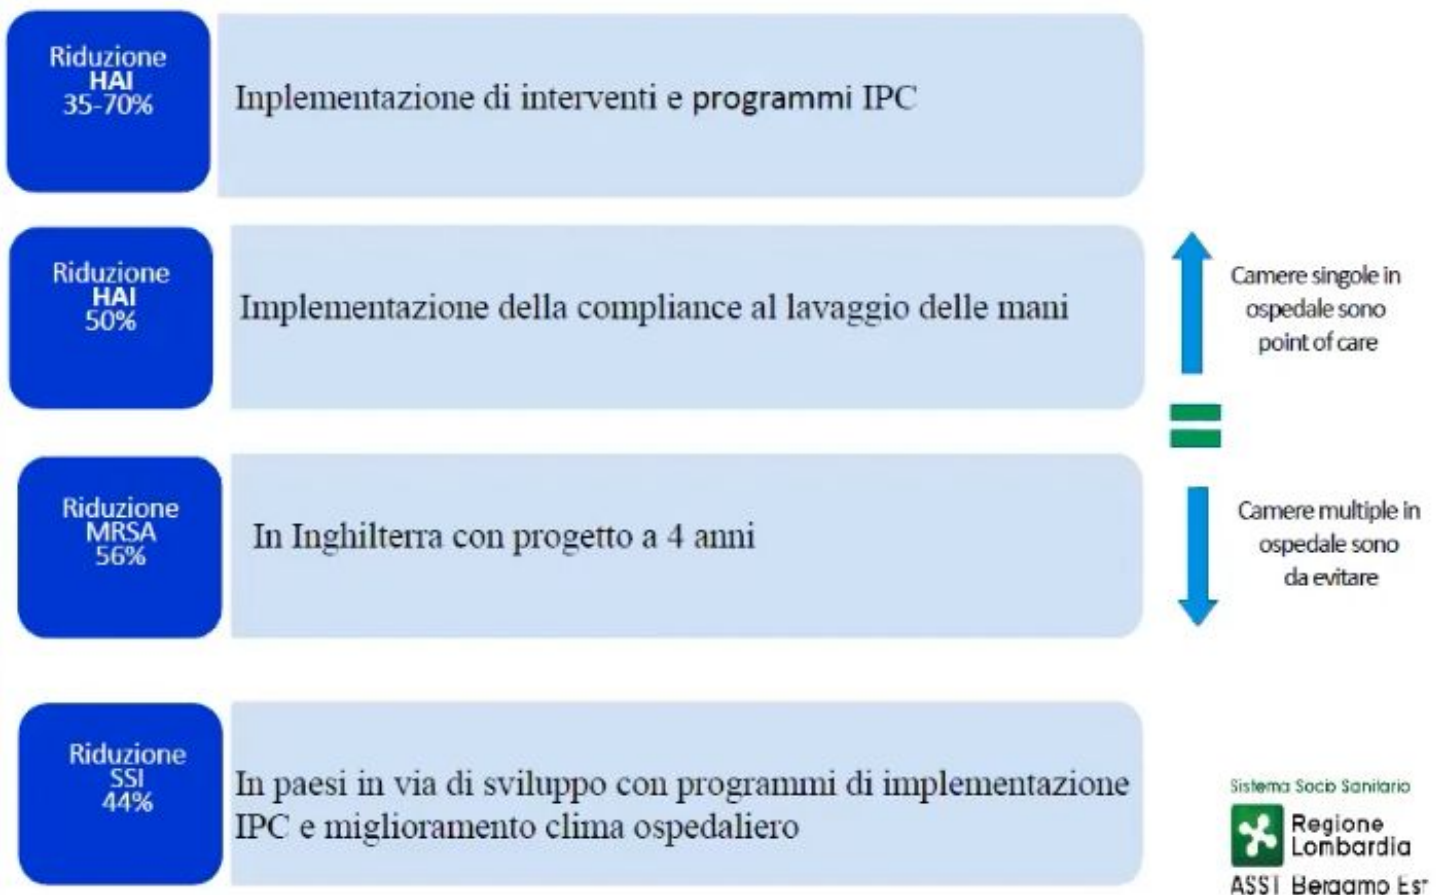 Riduzione
HAI
35-70%
Inplementazione di interventi e programmi IPC
Riduzione
HAI
50%
Implementazione della compliance al lavaggio delle mani
Camere singole in
ospedale sono
point of care
Riduzione
MRSA
56%
In Inghilterra con progetto a 4 anni
Camere multiple in
ospedale sono
da evitare
Riduzione
SSI
44%
In paesi in via di sviluppo con programmi di implementazione
IPC e miglioramento clima ospedaliero
Sistema Socio Sanitario
Regione
Lombardia
ASST Bergamo Est